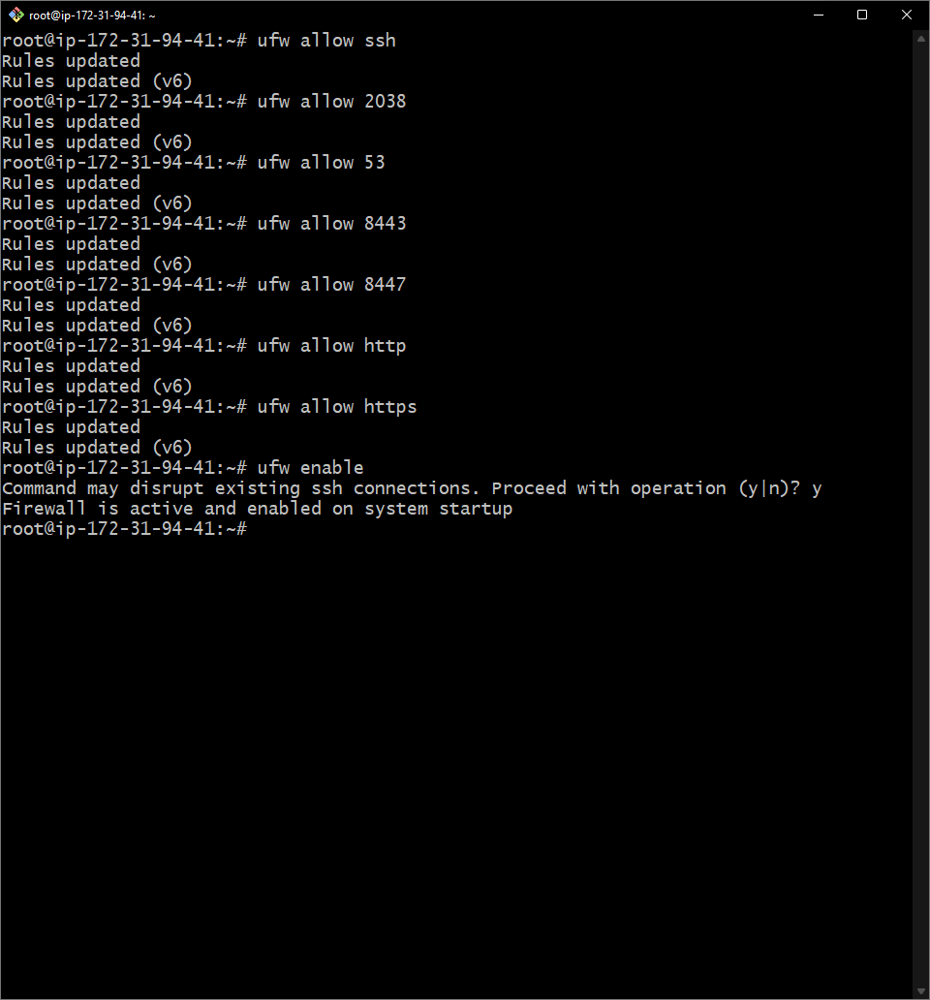 root@ip-172-31-94-41: ~
root@ip-172-31-94-41:~# ufw allow ssh
Rules updated
Rules updated (v6)
root@ip-172-31-94-41:~# ufw allow 2038
Rules updated
Rules updated (v6)
root@ip-172-31-94-41:~# ufw allow 53
Rules updated
Rules updated (v6)
root@ip-172-31-94-41:~# ufw allow 8443
Rules updated
Rules updated (v6)
root@ip-172-31-94-41:~# ufw allow 8447
Rules updated
Rules updated (v6)
root@ip-172-31-94-41:~# ufw allow http
Rules updated
Rules updated (v6)
root@ip-172-31-94-41:~# ufw allow https
Rules updated
Rules updated (v6)
root@ip-172-31-94-41:~# ufw enable
Command may disrupt existing ssh connections. Proceed with operation (y|n)? y
Firewall is active and enabled on system startup
root@ip-172-31-94-41:~#